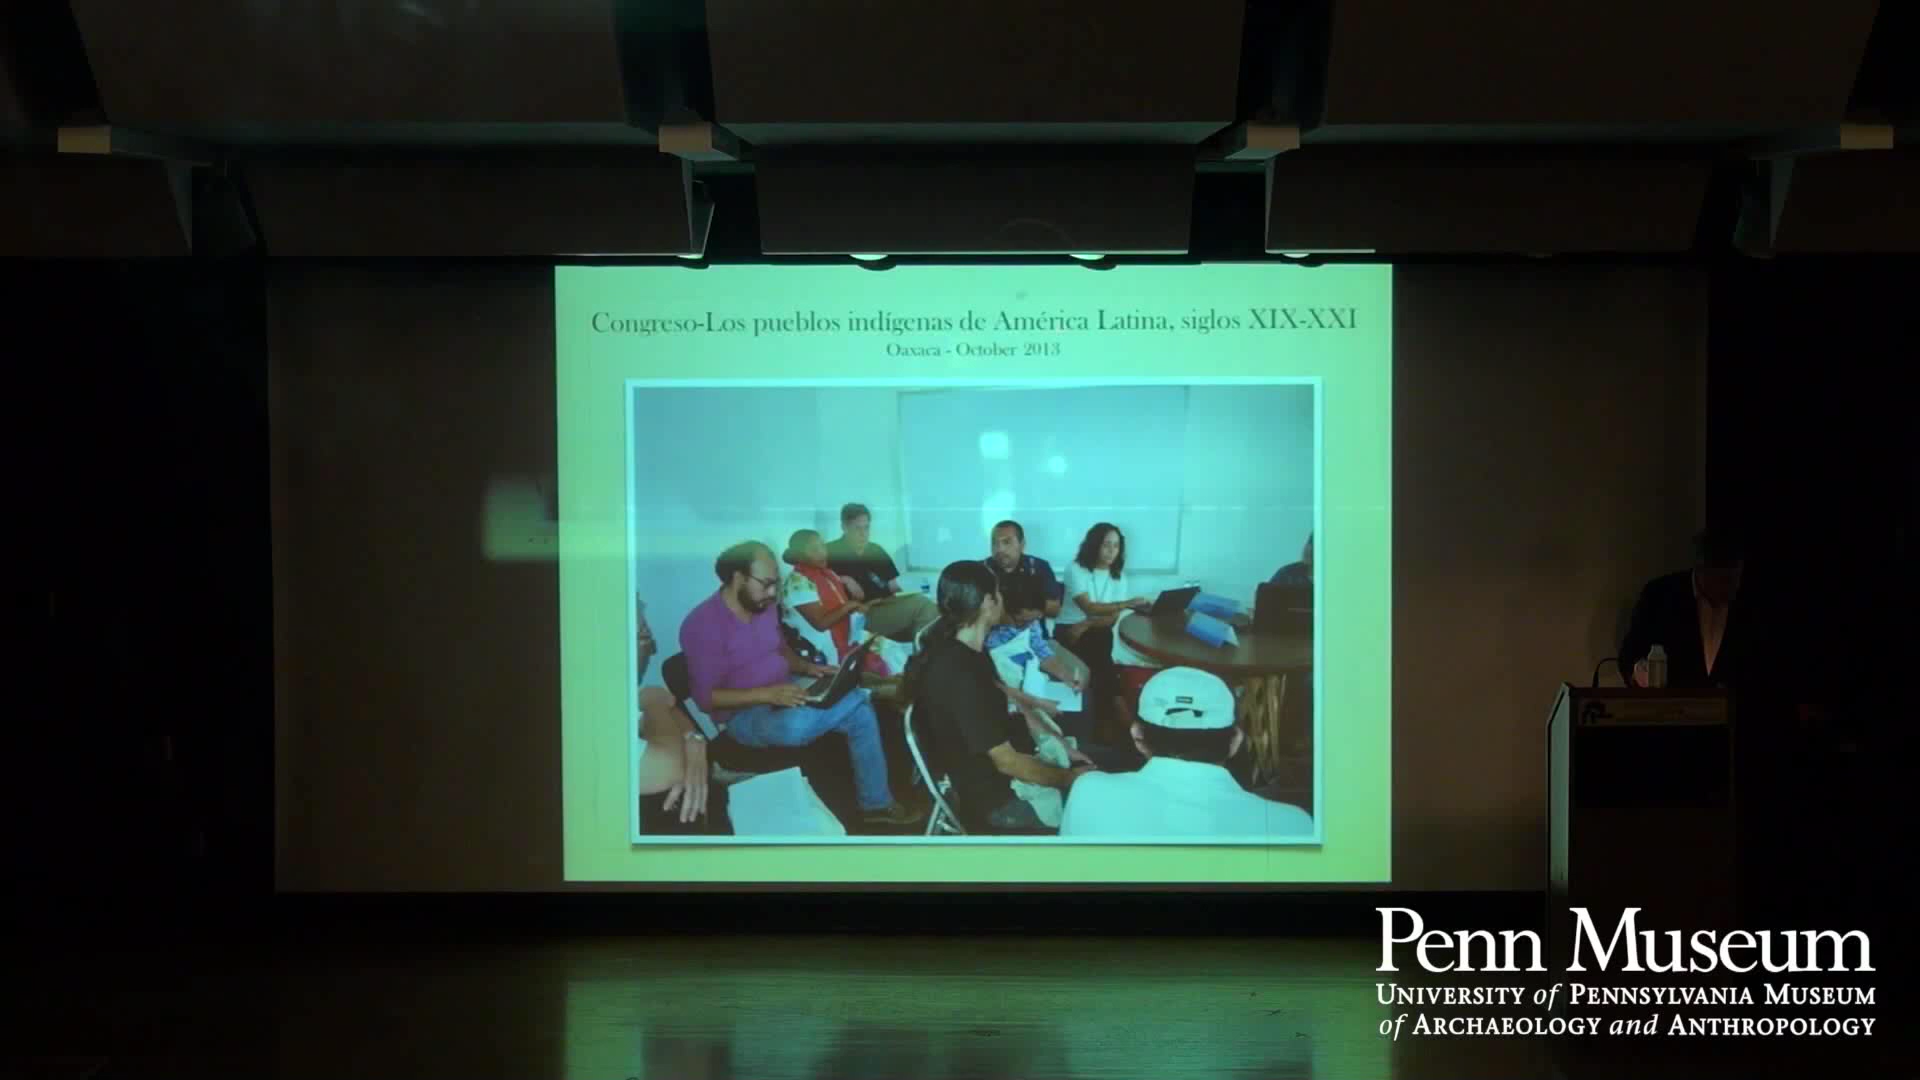 Congreso-Los pueblos indígenas de América Latina, siglos XIX-XXI
Oaxaca - October 2013
Penn Museum
UNIVERSITY of PENNSYLVANIA MUSEUM
of ARCHAEOLOGY and ANTHROPOLOGY